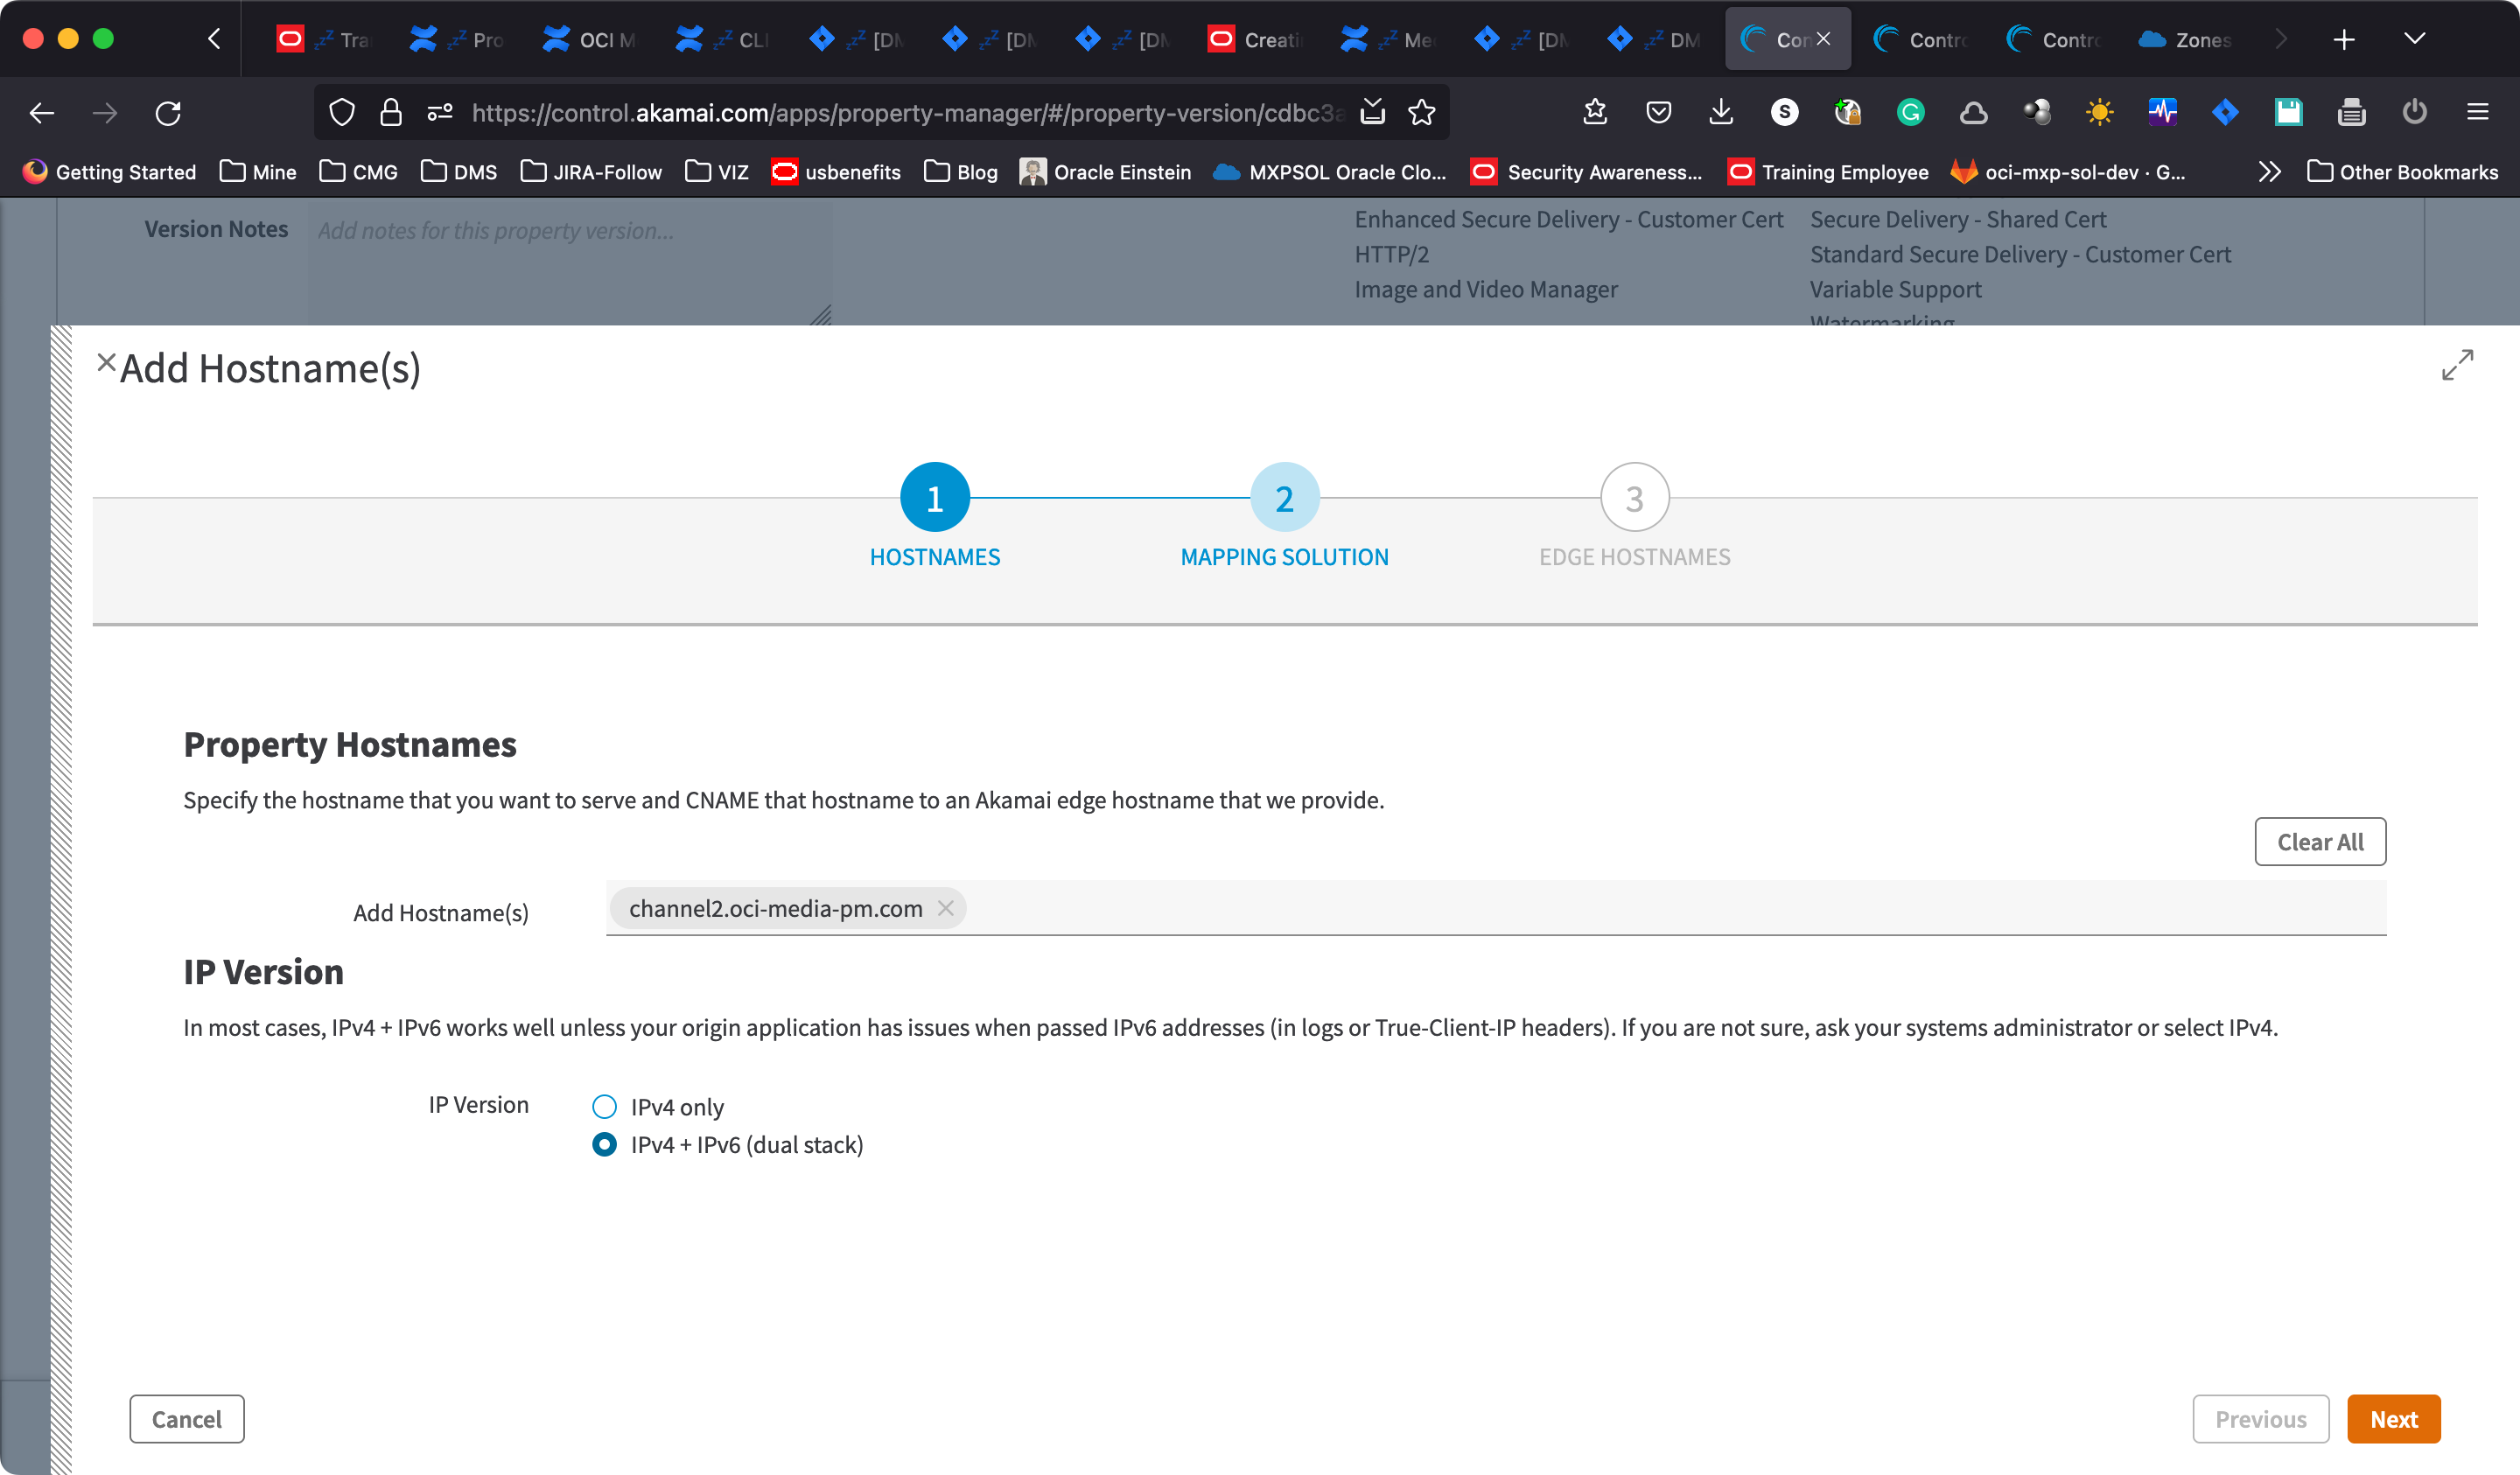 Tra
Pro
OCI M
CLI
[DM
[DM
[DM
Creati
Me
[DM
DM
Con
Contro
Contro
Zones
https://control.akamai.com/apps/property-manager/#/property-version/cdbc3a
Getting Started Mine CMG DMS JIRA-Follow VIZ usbenefits Blog Oracle Einstein MXPSOL Oracle Clo... Security Awareness... Training Employee oci-mxp-sol-dev · G... Other Bookmarks
Version Notes
Add notes for this property version...
Enhanced Secure Delivery - Customer Cert
HTTP/2
Image and Video Manager
Secure Delivery - Shared Cert
Standard Secure Delivery - Customer Cert
Variable Support
Watermarking
Add Hostname(s)
1
HOSTNAMES
2
MAPPING SOLUTION
3
EDGE HOSTNAMES
Property Hostnames
Specify the hostname that you want to serve and CNAME that hostname to an Akamai edge hostname that we provide.
Clear All
Add Hostname(s)
channel2.oci-media-pm.com
IP Version
In most cases, IPv4 + IPv6 works well unless your origin application has issues when passed IPv6 addresses (in logs or True-Client-IP headers). If you are not sure, ask your systems administrator or select IPv4.
IP Version
IPv4 only
IPv4 + IPv6 (dual stack)
Cancel
Previous
Next